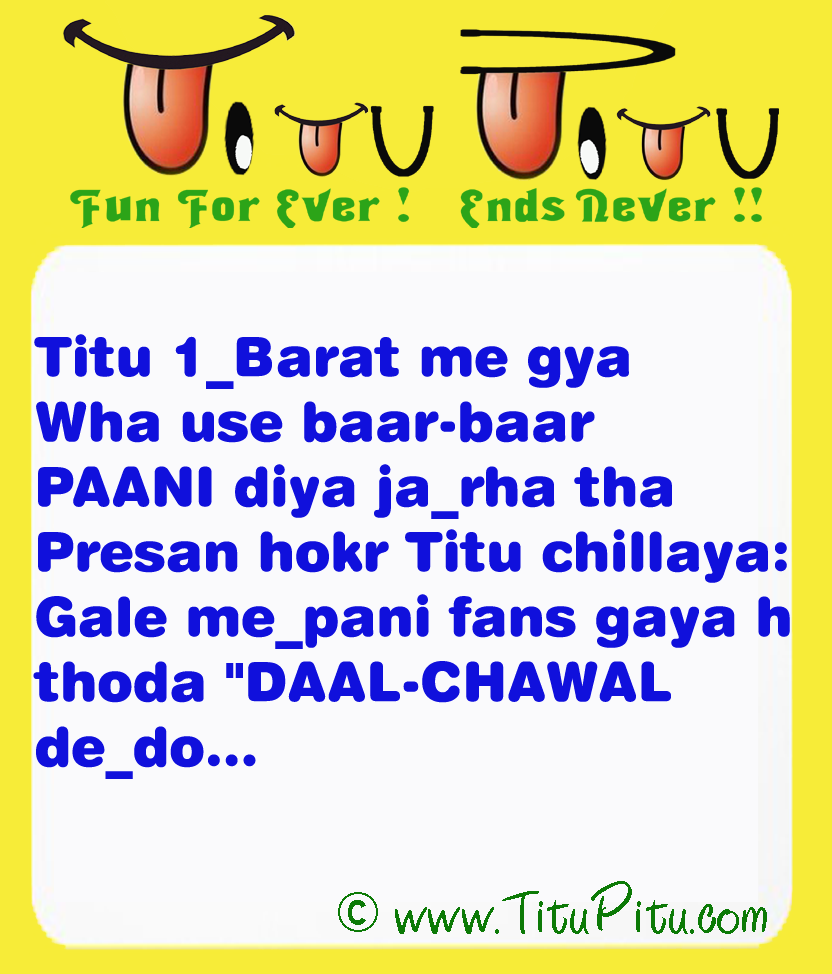 TiTU PiTU
Fun For Ever ! Ends Never !!
Titu 1_Barat me gya
Wha use baar-baar
PAANI diya ja_rha tha
Presan hokr Titu chillaya:
Gale me_pani fans gaya h
thoda "DAAL-CHAWAL
de_do...
© www.TituPitu.com